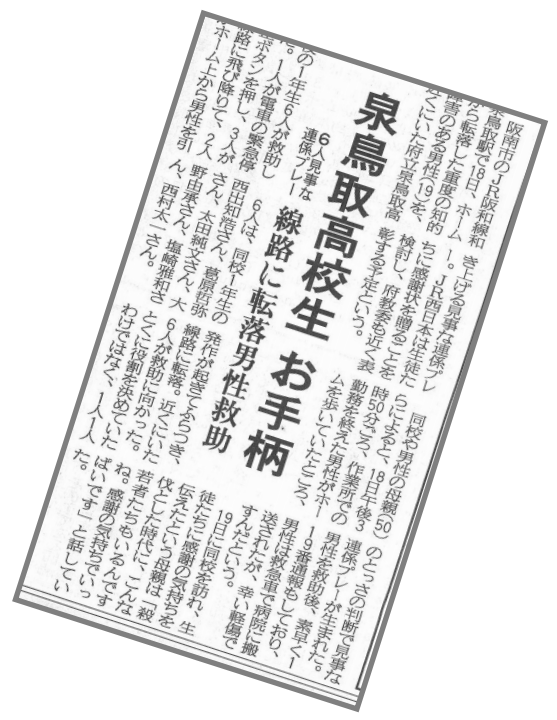 泉鳥取高校生 お手柄
線路に転落男性救助
6人見事な
連係プレー
阪南市のJR阪和線和
泉鳥取駅で18日、ホーム
から転落した重度の知的
障害のある男性(19)を、
近くにいた府立泉鳥取高
校の1年生6人が救助し
た。1人が電車の緊急停
止ボタンを押し、3人が
線路に飛び降りて、2人
がホーム上から男性を引
き上げる見事な連係プレ
ー。JR西日本は生徒た
ちに感謝状を贈ることを
検討し、府教委も近く表
彰する予定という。
6人は、同校1年生の
西出如浩さん、葛原哲弥
さん、太田純文さん、大
野由承さん、塩崎雅和さ
ん、西村太一さん。
同校や男性の母親(50)
らによると、18日午後3
時50分ごろ、作業所での
勤務を終えた男性がホー
ムを歩いていたところ、
発作が起きてふらつき、
線路に転落。近くにいた
6人が救助に向かった。
とくに役割を決めていた
わけではなく、1人1人
のとっさの判断で見事な
連係プレーが生まれた。
男性を救助後、素早く1
19番通報もしており、
男性は救急車で病院に搬
送されたが、幸い軽傷で
すんだという。
19日に同校を訪れ、生
徒たちに感謝の気持ちを
伝えたという母親は「殺
伐とした時代に、こんな
若者たちもいるんです
ね。感謝の気持ちでいっ
ぱいです」と話してい
た。